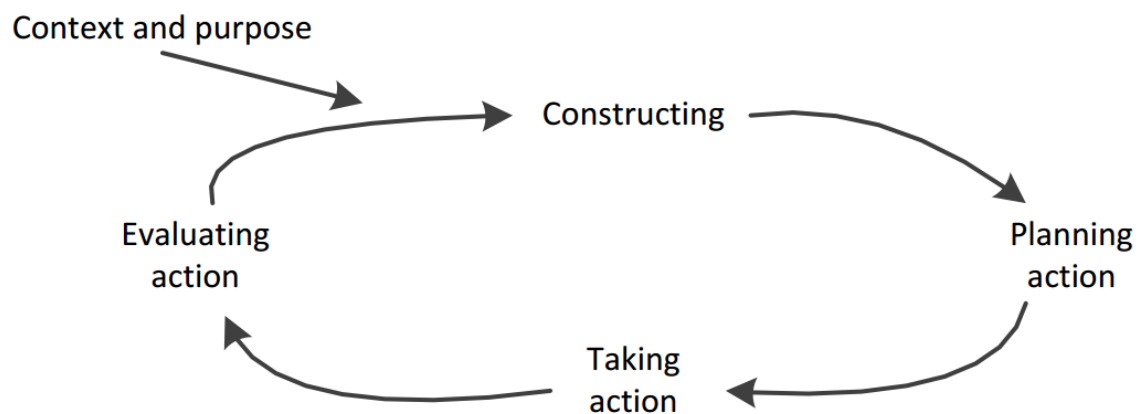 Context and purpose
Constructing
Evaluating
action
Planning
action
Taking
action